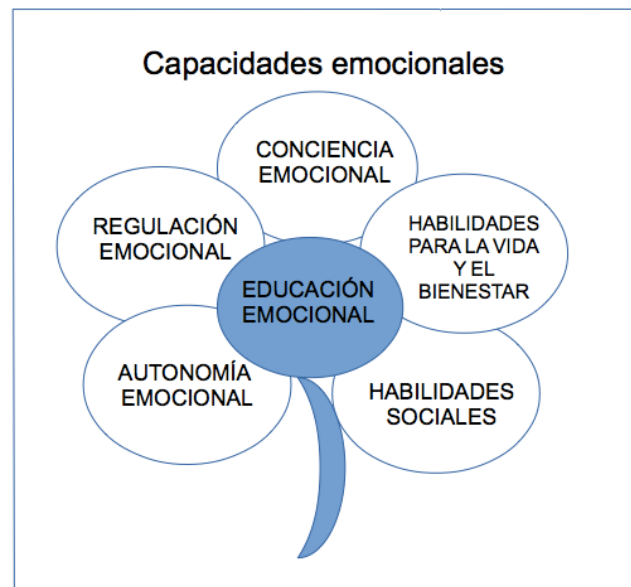 Capacidades emocionales
CONCIENCIA
EMOCIONAL
REGULACIÓN
EMOCIONAL
HABILIDADES
PARA LA VIDA
Y EL
BIENESTAR
EDUCACIÓN
EMOCIONAL
AUTONOMÍA
EMOCIONAL
HABILIDADES
SOCIALES